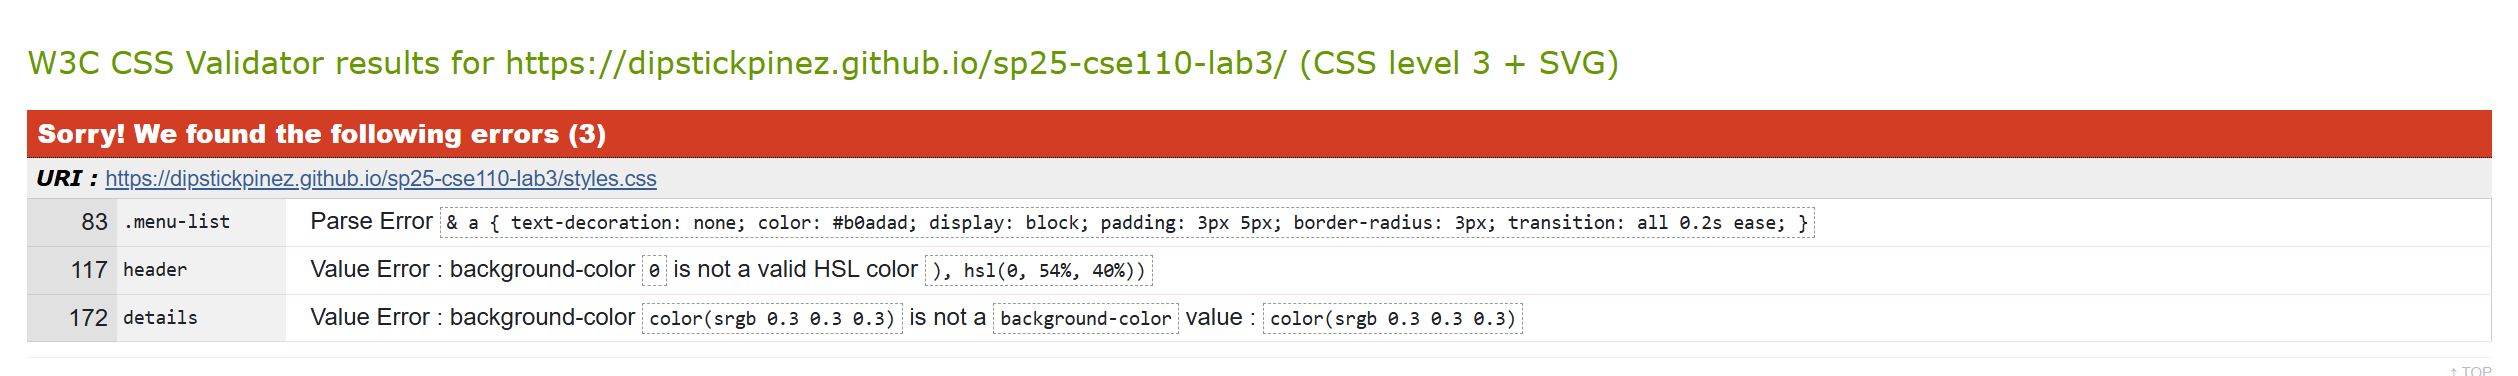 W3C CSS Validator results for https://dipstickpinez.github.io/sp25-cse110-lab3/ (CSS level 3 + SVG)
Sorry! We found the following errors (3)
URI : https://dipstickpinez.github.io/sp25-cse110-lab3/styles.css
83 .menu-list Parse Error & a { text-decoration: none; color: #b0adad; display: block; padding: 3px 5px; border-radius: 3px; transition: all 0.2s ease; }
117 header Value Error : background-color 0 is not a valid HSL color ), hsl(0, 54%, 40%))
172 details Value Error : background-color color(srgb 0.3 0.3 0.3) is not a background-color value : color(srgb 0.3 0.3 0.3)
↑ TOP